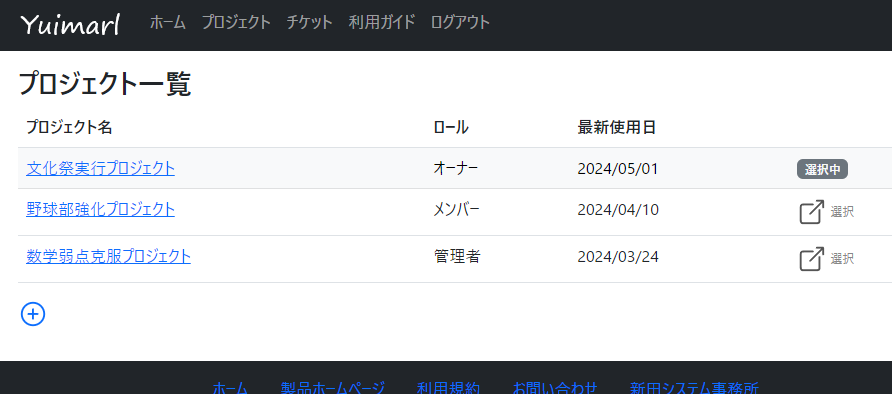 Yuimarl ホーム プロジェクト チケット 利用ガイド ログアウト
プロジェクト一覧
プロジェクト名 ロール 最新使用日
文化祭実行プロジェクト オーナー 2024/05/01 選択中
野球部強化プロジェクト メンバー 2024/04/10 選択
数学弱点克服プロジェクト 管理者 2024/03/24 選択
ホーム 製品ホームページ 利用規約 お問い合わせ 新田システム事務所